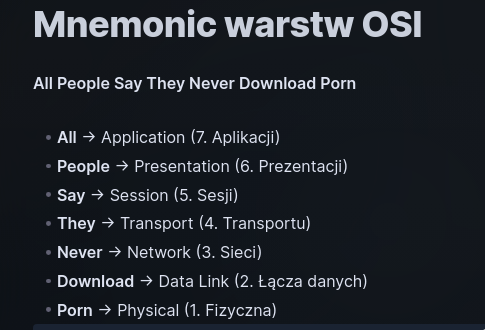 Mnemonic warstw OSI
All People Say They Never Download Porn
• All → Application (7. Aplikacji)
• People → Presentation (6. Prezentacji)
• Say → Session (5. Sesji)
• They → Transport (4. Transportu)
• Never → Network (3. Sieci)
• Download → Data Link (2. Łącza danych)
• Porn → Physical (1. Fizyczna)